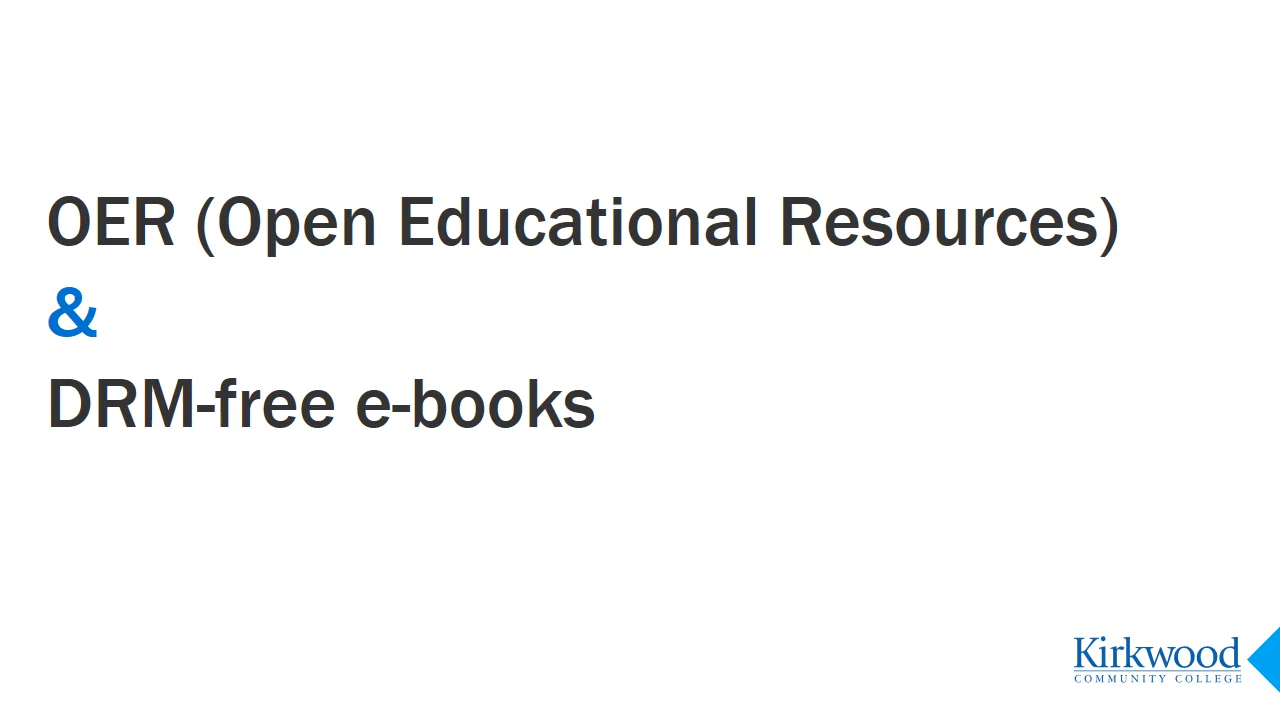 OER (Open Educational Resources)
&
DRM-free e-books
Kirkwood
COMMUNITY COLLEGE